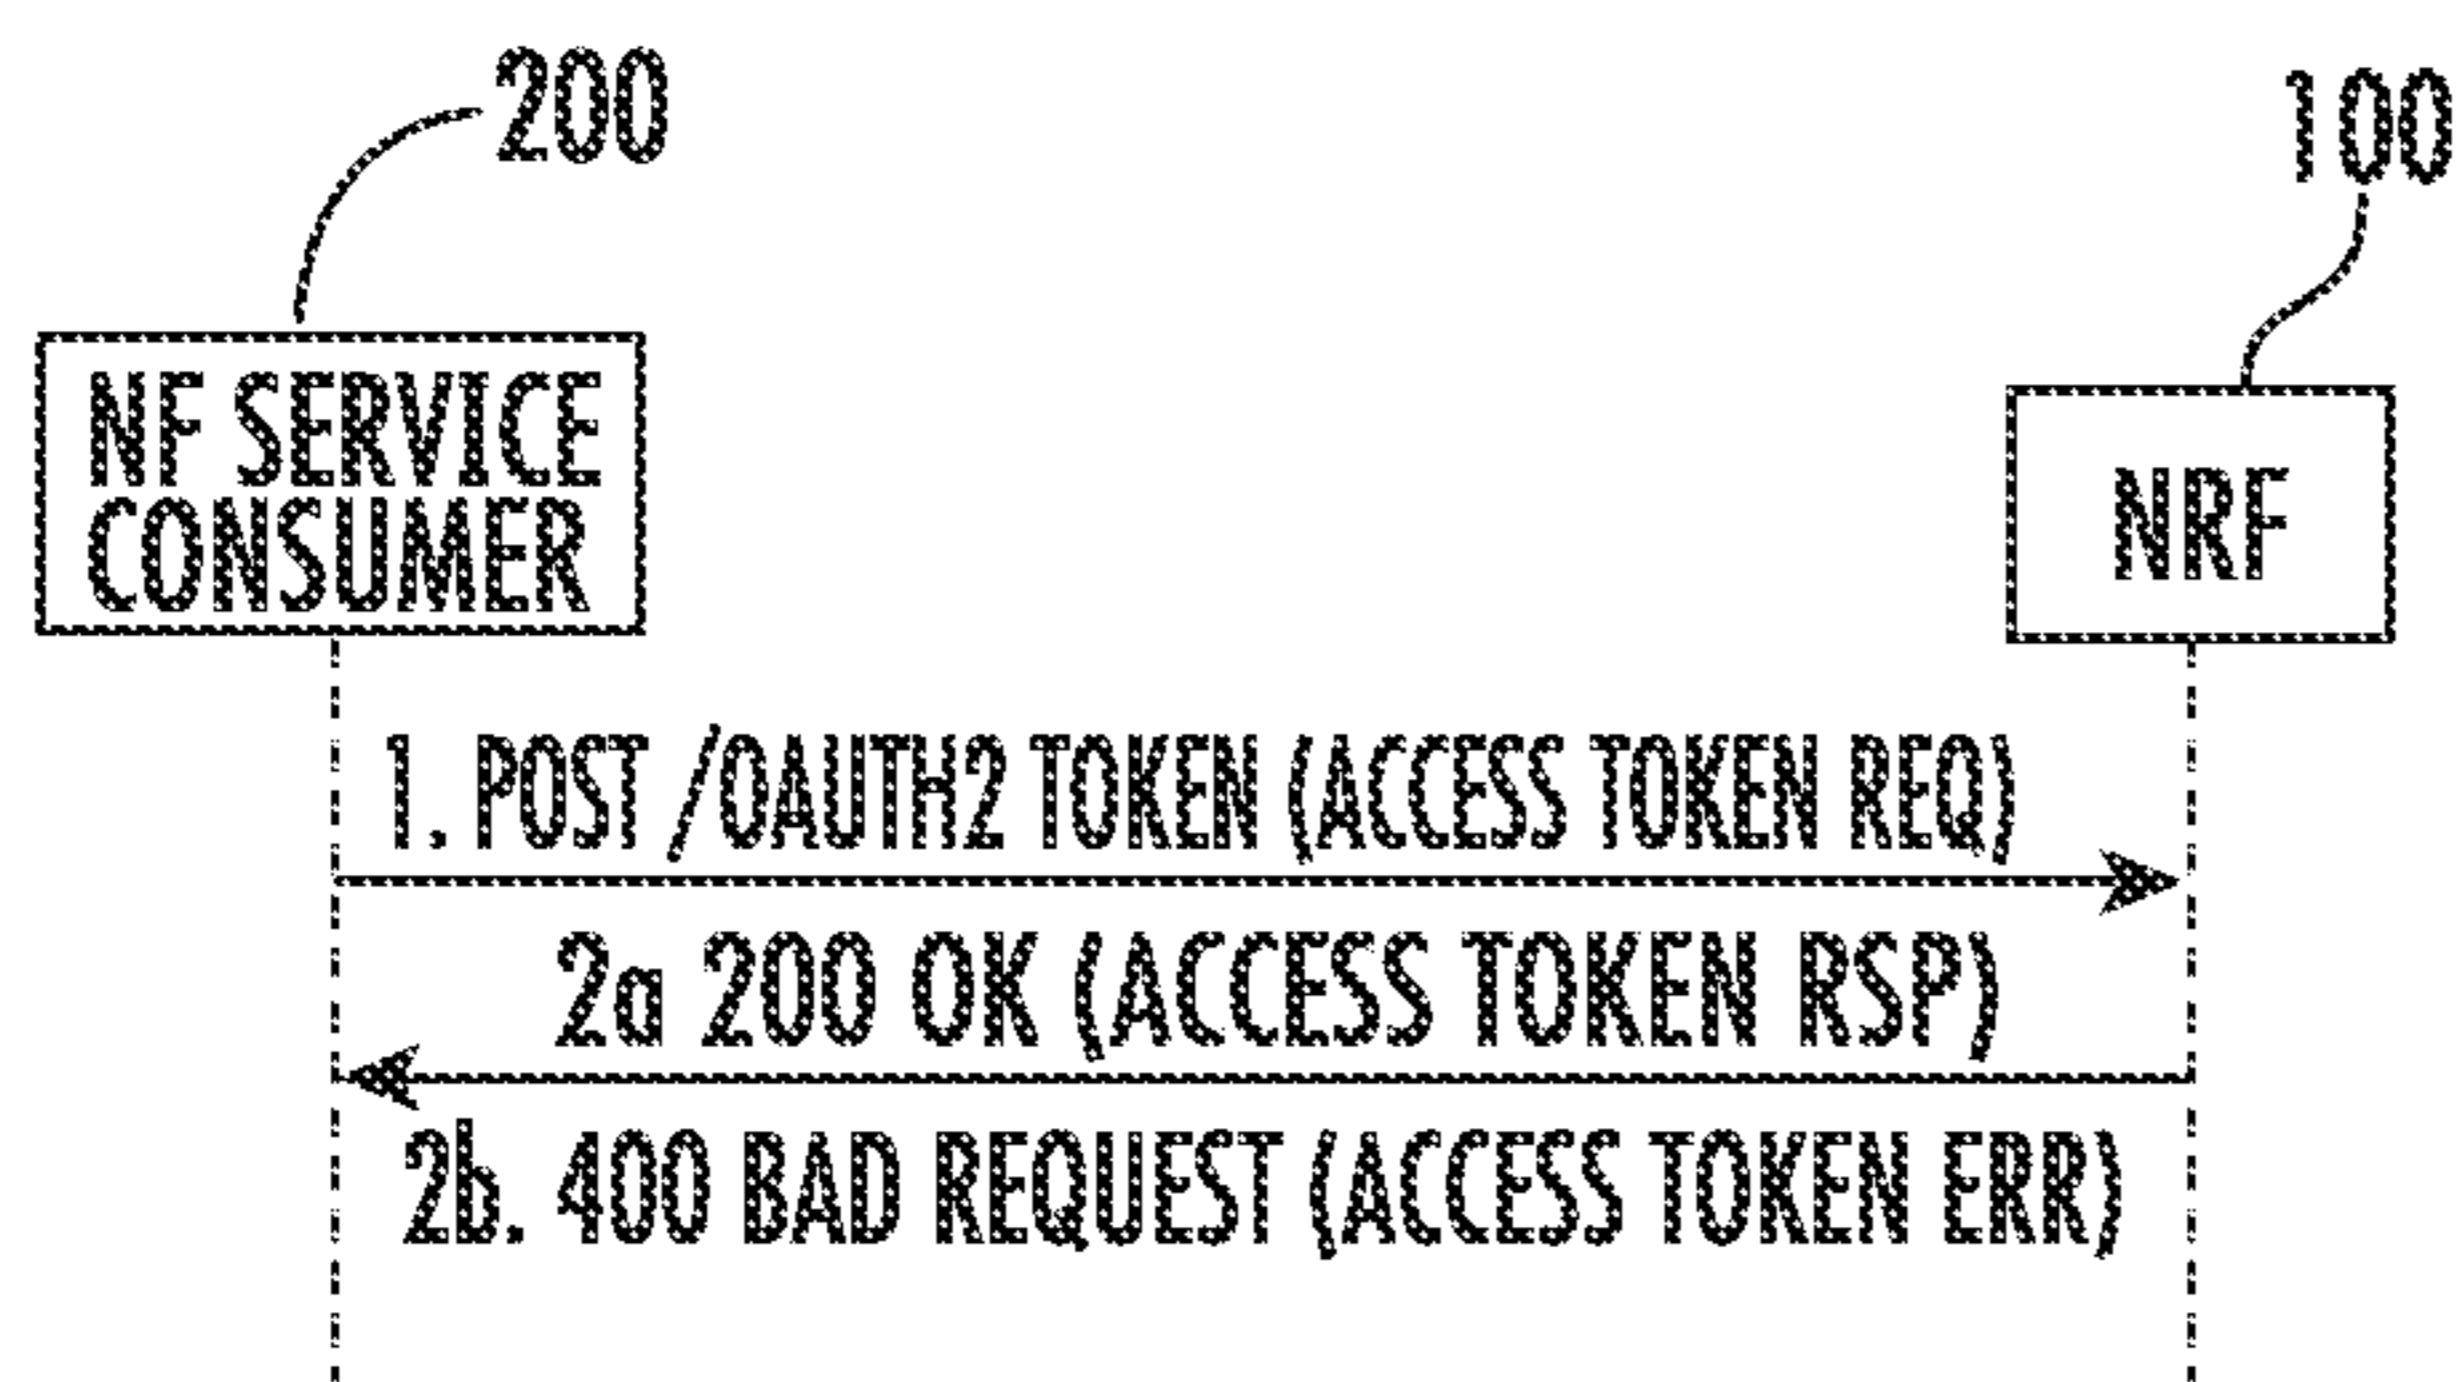 200
100
NF SERVICE
CONSUMER
NRF
1. POST /OAUTH2 TOKEN (ACCESS TOKEN REQ)
2a 200 OK (ACCESS TOKEN RSP)
2b. 400 BAD REQUEST (ACCESS TOKEN ERR)